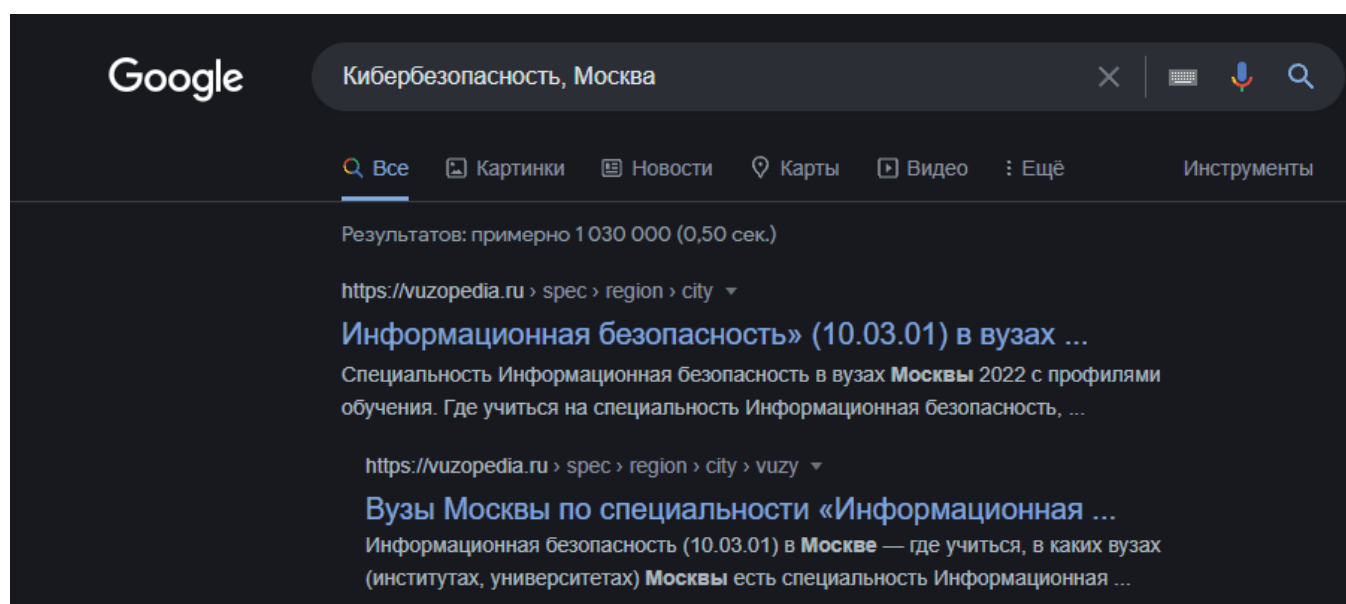 Google
Кибербезопасность, Москва
Все Картинки Новости Карты Видео Ещё Инструменты
Результатов: примерно 1 030 000 (0,50 сек.)
https://vuzopedia.ru › spec › region › city
Информационная безопасность» (10.03.01) в вузах ...
Специальность Информационная безопасность в вузах Москвы 2022 с профилями
обучения. Где учиться на специальность Информационная безопасность, ...
https://vuzopedia.ru › spec › region › city › vuzy
Вузы Москвы по специальности «Информационная ...
Информационная безопасность (10.03.01) в Москве — где учиться, в каких вузах
(институтах, университетах) Москвы есть специальность Информационная ...